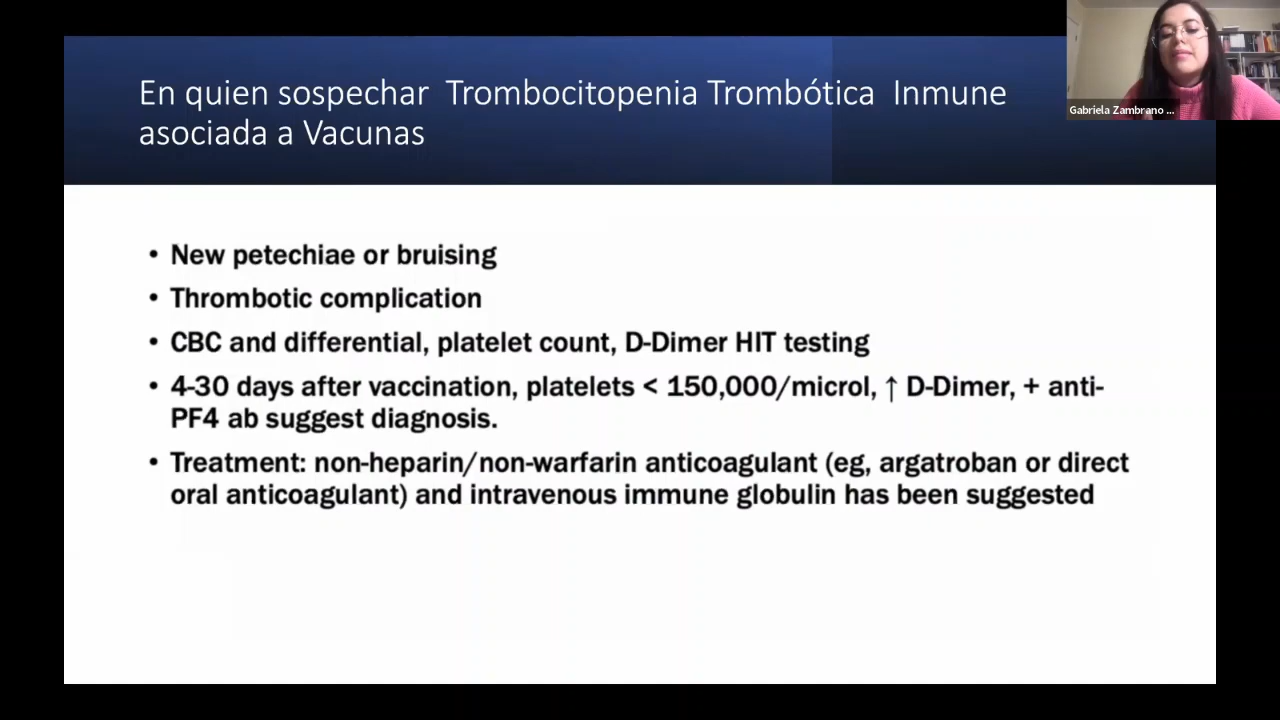 En quien sospechar Trombocitopenia Trombótica Inmune
asociada a Vacunas
Gabriela Zambrano ...
• New petechiae or bruising
• Thrombotic complication
• CBC and differential, platelet count, D-Dimer HIT testing
• 4-30 days after vaccination, platelets < 150,000/microl, ↑ D-Dimer, + anti-
PF4 ab suggest diagnosis.
• Treatment: non-heparin/non-warfarin anticoagulant (eg, argatroban or direct
oral anticoagulant) and intravenous immune globulin has been suggested